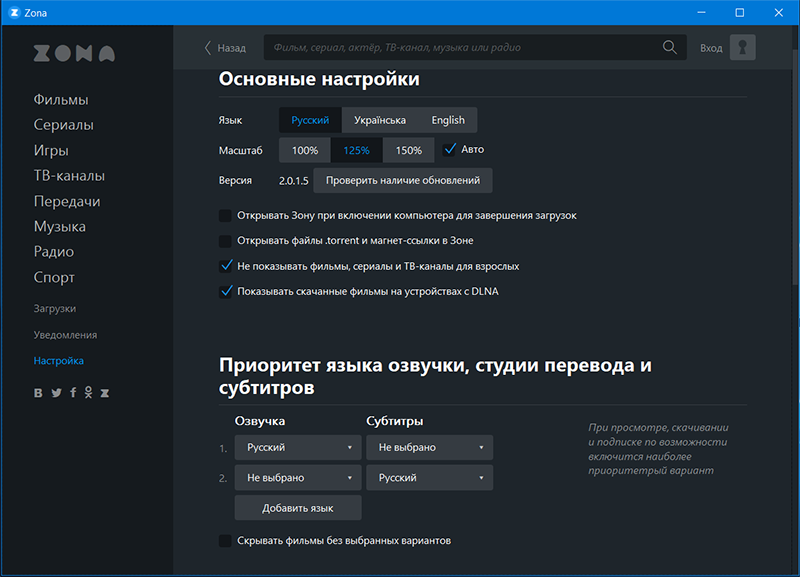 Zona
ZONA
Назад
Фильм, сериал, актёр, ТВ-канал, музыка или радио
Вход
Фильмы
Сериалы
Игры
ТВ-каналы
Передачи
Музыка
Радио
Спорт
Загрузки
Уведомления
Настройка
Основные настройки
Язык Русский Українська English
Масштаб 100% 125% 150% Авто
Версия 2.0.1.5 Проверить наличие обновлений
Открывать Зону при включении компьютера для завершения загрузок
Открывать файлы .torrent и магнет-ссылки в Зоне
Не показывать фильмы, сериалы и ТВ-каналы для взрослых
Показывать скачанные фильмы на устройствах с DLNA
Приоритет языка озвучки, студии перевода и
субтитров
Озвучка Субтитры
1. Русский Не выбрано
2. Не выбрано Русский
Добавить язык
При просмотре, скачивании
и подписке по возможности
включится наиболее
приоритетрый вариант
Скрывать фильмы без выбранных вариантов